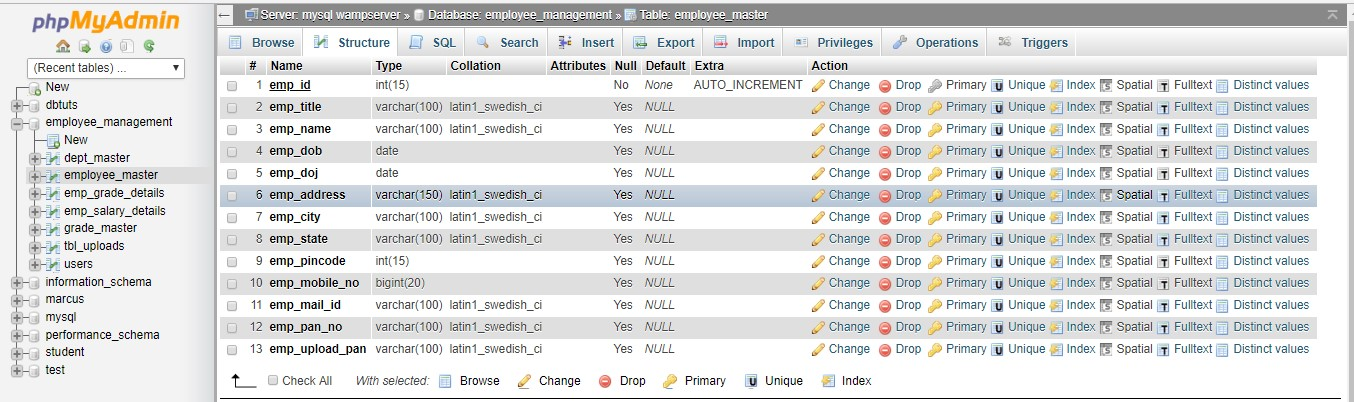 phpMyAdmin
(Recent tables) ...
New
dbtuts
employee_management
New
dept_master
employee_master
emp_grade_details
emp_salary_details
grade_master
tbl_uploads
users
information_schema
marcus
mysql
performance_schema
student
test
Server: mysql wampserver » Database: employee_management » Table: employee_master
Browse Structure SQL Search Insert Export Import Privileges Operations Triggers
# Name Type Collation Attributes Null Default Extra Action
1 emp_id int(15) No None AUTO_INCREMENT Change Drop Primary Unique Index Spatial Fulltext Distinct values
2 emp_title varchar(100) latin1_swedish_ci Yes NULL Change Drop Primary Unique Index Spatial Fulltext Distinct values
3 emp_name varchar(100) latin1_swedish_ci Yes NULL Change Drop Primary Unique Index Spatial Fulltext Distinct values
4 emp_dob date Yes NULL Change Drop Primary Unique Index Spatial Fulltext Distinct values
5 emp_doj date Yes NULL Change Drop Primary Unique Index Spatial Fulltext Distinct values
6 emp_address varchar(150) latin1_swedish_ci Yes NULL Change Drop Primary Unique Index Spatial Fulltext Distinct values
7 emp_city varchar(100) latin1_swedish_ci Yes NULL Change Drop Primary Unique Index Spatial Fulltext Distinct values
8 emp_state varchar(100) latin1_swedish_ci Yes NULL Change Drop Primary Unique Index Spatial Fulltext Distinct values
9 emp_pincode int(15) Yes NULL Change Drop Primary Unique Index Spatial Fulltext Distinct values
10 emp_mobile_no bigint(20) Yes NULL Change Drop Primary Unique Index Spatial Fulltext Distinct values
11 emp_mail_id varchar(100) latin1_swedish_ci Yes NULL Change Drop Primary Unique Index Spatial Fulltext Distinct values
12 emp_pan_no varchar(100) latin1_swedish_ci Yes NULL Change Drop Primary Unique Index Spatial Fulltext Distinct values
13 emp_upload_pan varchar(100) latin1_swedish_ci Yes NULL Change Drop Primary Unique Index Spatial Fulltext Distinct values
Check All With selected: Browse Change Drop Primary Unique Index